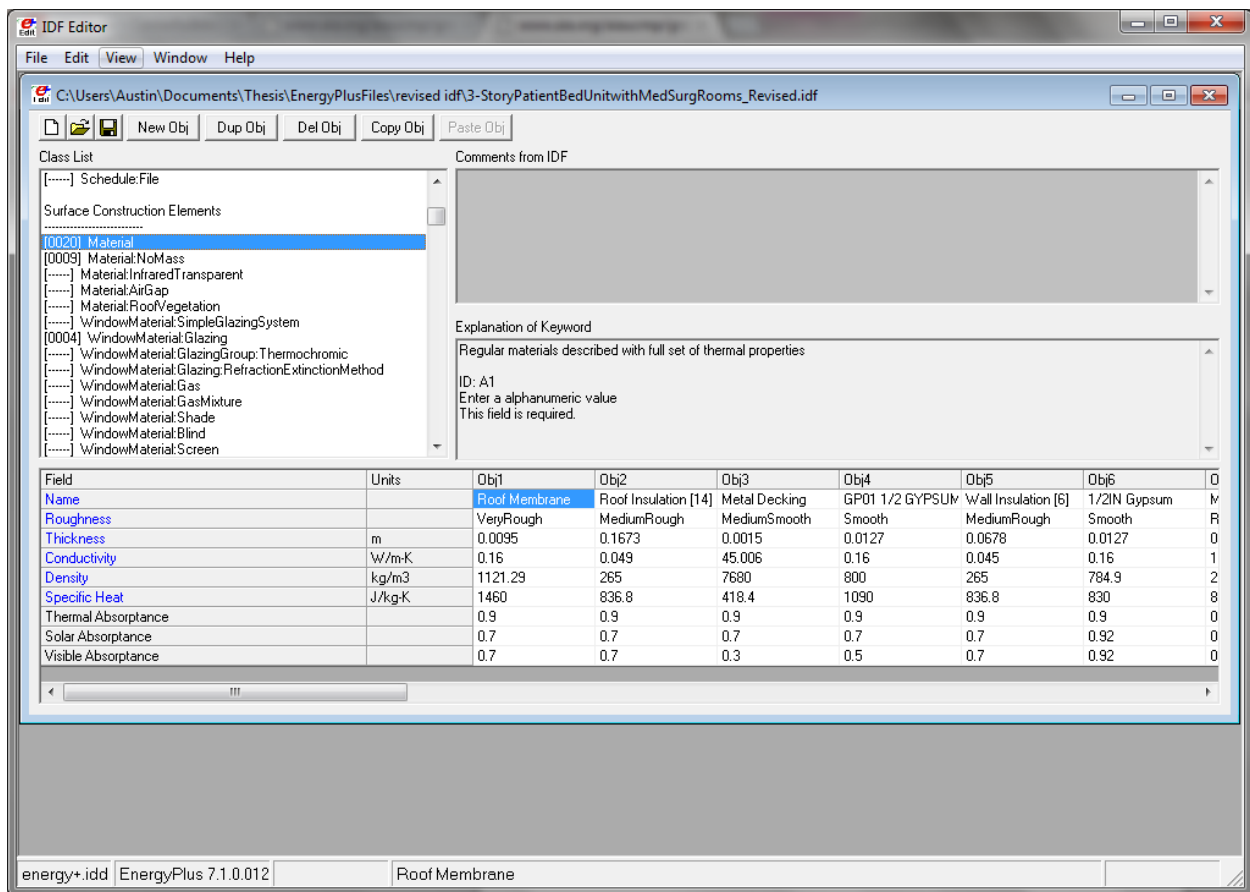 IDF Editor
File Edit View Window Help
C:\Users\Austin\Documents\Thesis\EnergyPlusFiles\revised idf\3-StoryPatientBedUnitwithMedSurgRooms_Revised.idf
New Obj Dup Obj Del Obj Copy Obj Paste Obj
Class List
[------] Schedule:File
Surface Construction Elements
---------------------------
[0020] Material
[0009] Material:NoMass
[------] Material:InfraredTransparent
[------] Material:AirGap
[------] Material:RoofVegetation
[------] WindowMaterial:SimpleGlazingSystem
[0004] WindowMaterial:Glazing
[------] WindowMaterial:GlazingGroup:Thermochromic
[------] WindowMaterial:Glazing:RefractionExtinctionMethod
[------] WindowMaterial:Gas
[------] WindowMaterial:GasMixture
[------] WindowMaterial:Shade
[------] WindowMaterial:Blind
[------] WindowMaterial:Screen
Comments from IDF
Explanation of Keyword
Regular materials described with full set of thermal properties
ID: A1
Enter a alphanumeric value
This field is required.
Field Units Obj1 Obj2 Obj3 Obj4 Obj5 Obj6
Name Roof Membrane Roof Insulation [14] Metal Decking GP01 1/2 GYPSUM Wall Insulation [6] 1/2IN Gypsum
Roughness VeryRough MediumRough MediumSmooth Smooth MediumRough Smooth
Thickness m 0.0095 0.1673 0.0015 0.0127 0.0678 0.0127
Conductivity W/m-K 0.16 0.049 45.006 0.16 0.045 0.16
Density kg/m3 1121.29 265 7680 800 265 784.9
Specific Heat J/kg-K 1460 836.8 418.4 1090 836.8 830
Thermal Absorptance 0.9 0.9 0.9 0.9 0.9 0.9
Solar Absorptance 0.7 0.7 0.7 0.7 0.7 0.92
Visible Absorptance 0.7 0.7 0.3 0.5 0.7 0.92
energy+.idd EnergyPlus 7.1.0.012 Roof Membrane